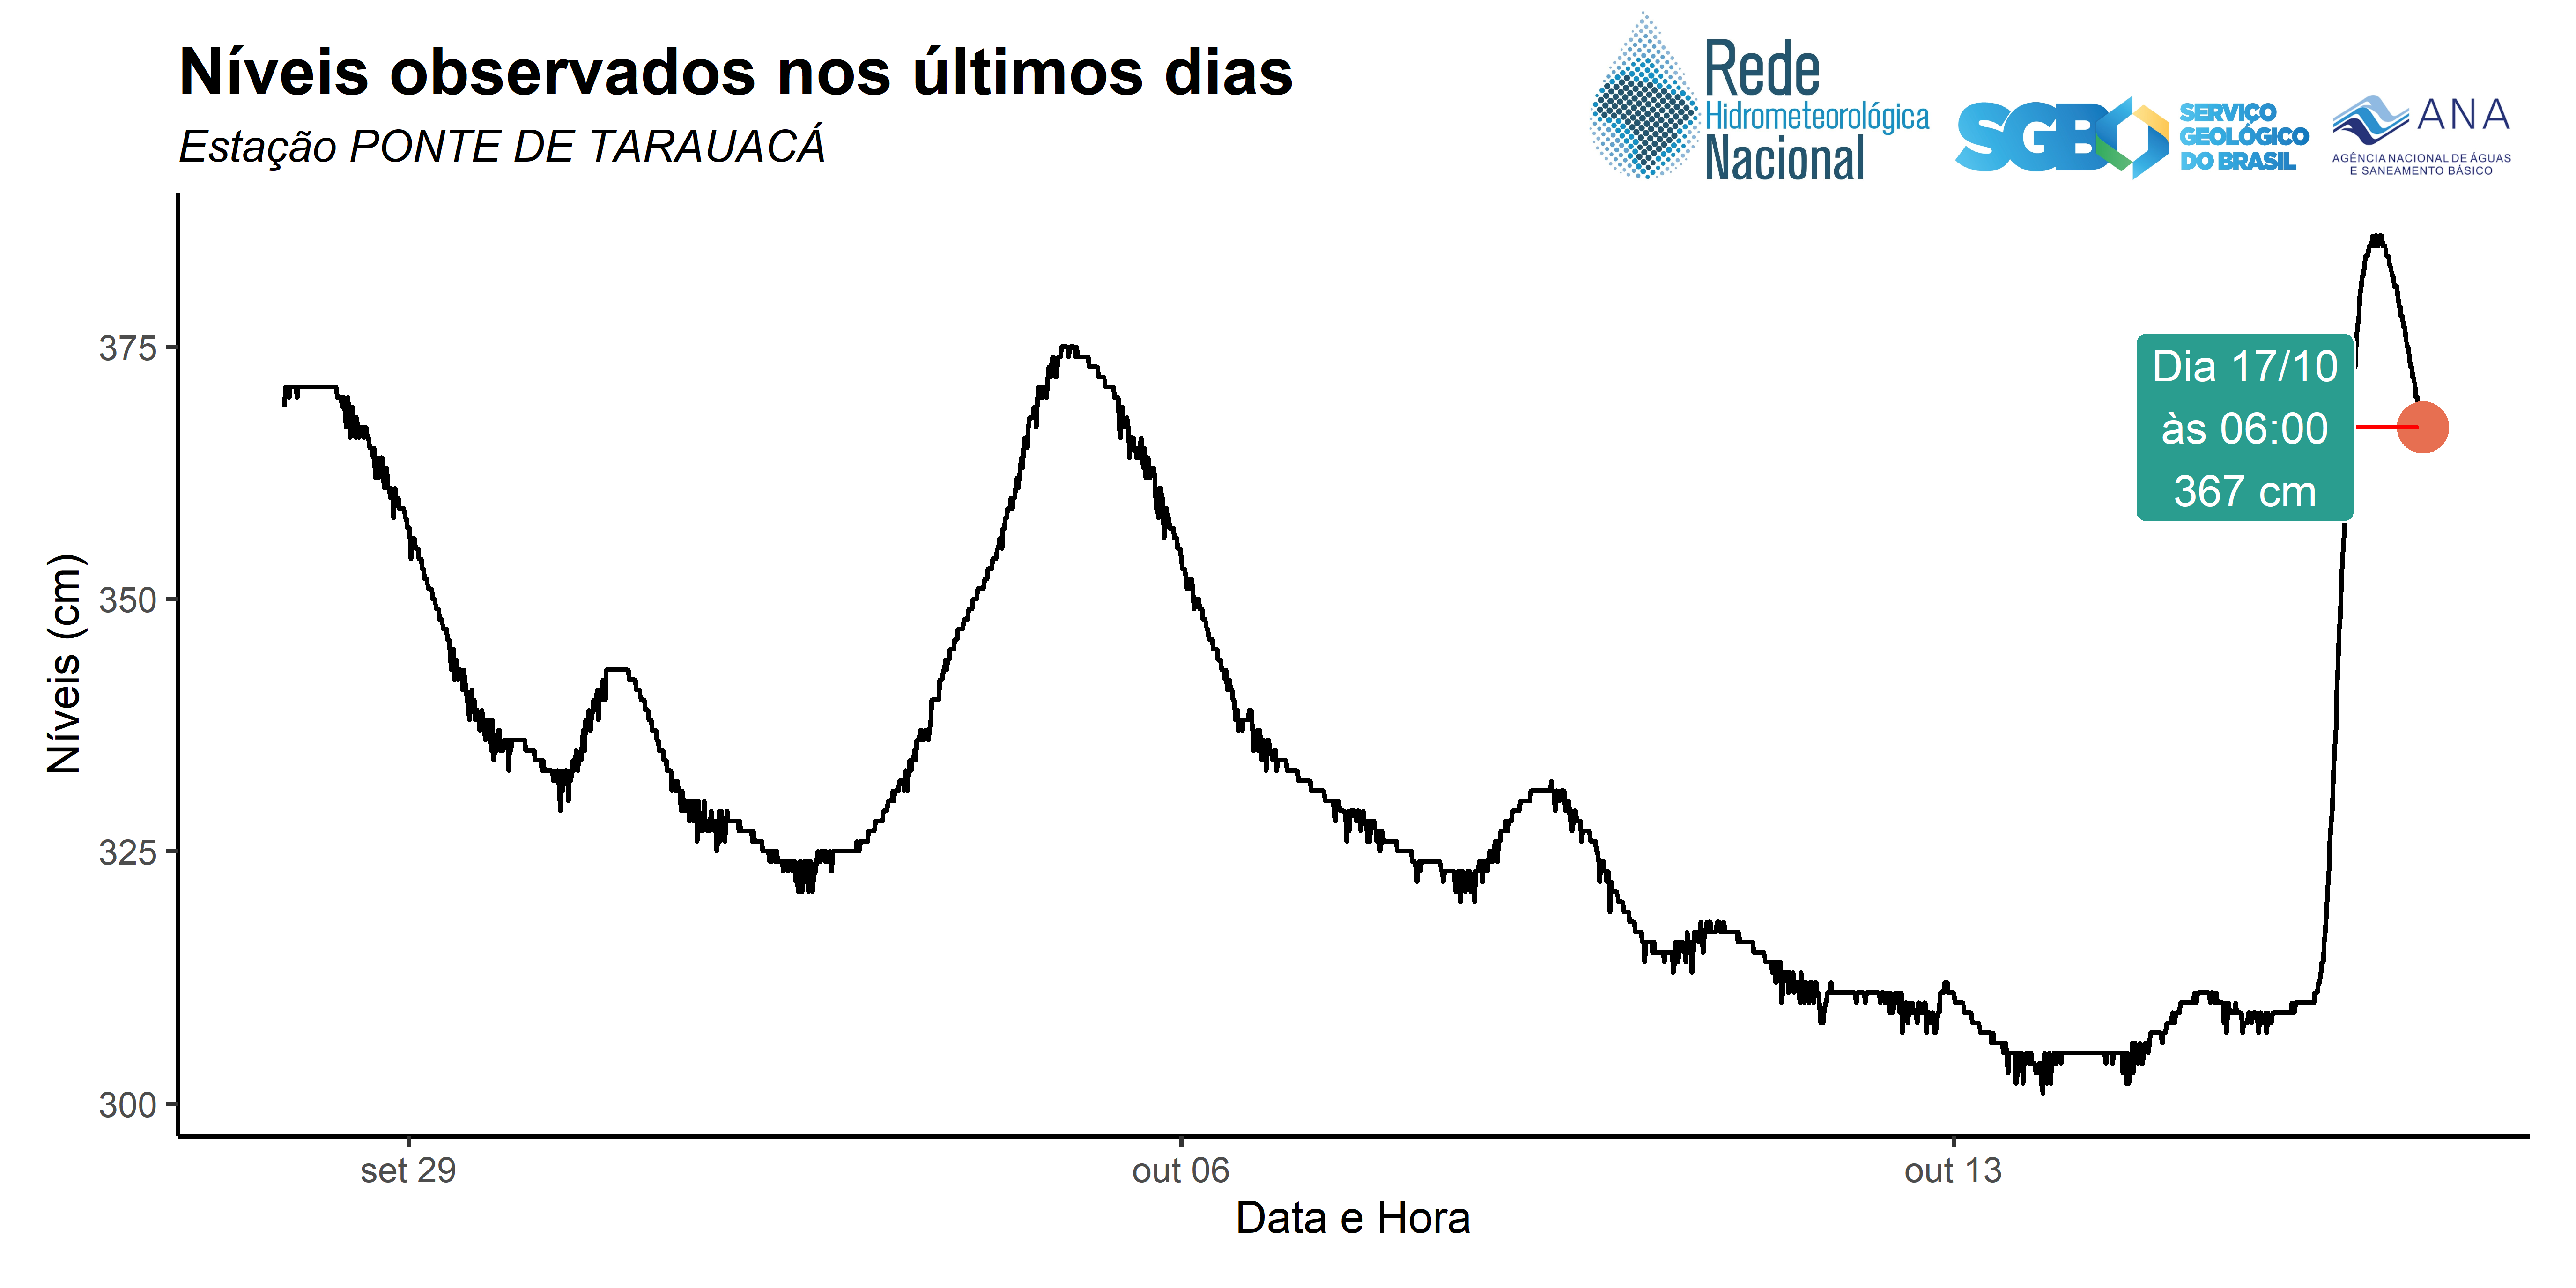 Níveis observados nos últimos dias
Estação PONTE DE TARAUACÁ
Rede
Hidrometeorológica
Nacional
SGB
SERVIÇO
GEOLÓGICO
DO BRASIL
ANA
AGÊNCIA NACIONAL DE ÁGUAS
E SANEAMENTO BÁSICO
Níveis (cm)
375
350
325
300
Dia 17/10
às 06:00
367 cm
set 29
out 06
out 13
Data e Hora